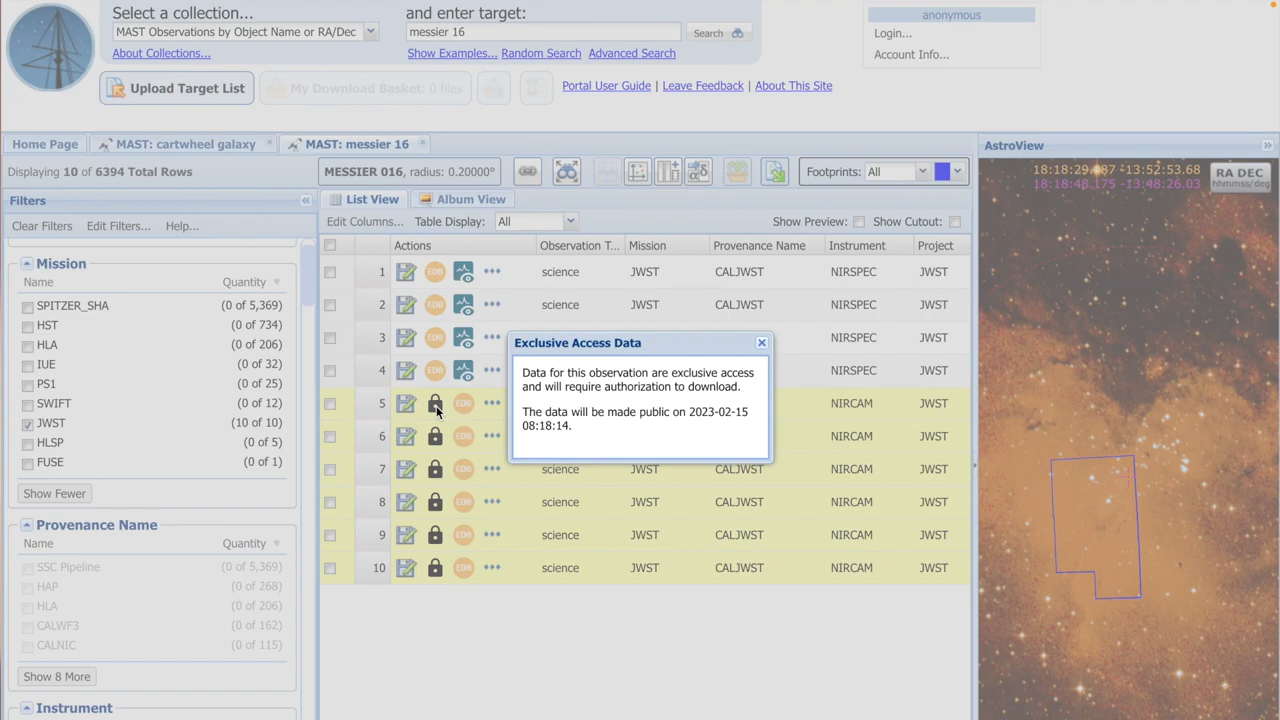 Select a collection...
and enter target:
anonymous
MAST Observations by Object Name or RA/Dec
messier 16
Search
Login...
About Collections...
Show Examples... Random Search Advanced Search
Account Info...
Upload Target List
My Download Basket: 0 files
Portal User Guide | Leave Feedback | About This Site
Home Page
MAST: cartwheel galaxy
MAST: messier 16
AstroView
Displaying 10 of 6394 Total Rows
MESSIER 016, radius: 0.20000°
Footprints: All
18:18:48.175 -13:48:26.03
RA DEC
hhmmss/deg
Filters
List View
Album View
Clear Filters Edit Filters... Help...
Edit Columns... Table Display: All
Show Preview: Show Cutout:
Actions Observation T... Mission Provenance Name Instrument Project
Mission
Name Quantity
SPITZER_SHA (0 of 5,369)
HST (0 of 734)
HLA (0 of 206)
IUE (0 of 32)
PS1 (0 of 25)
SWIFT (0 of 12)
JWST (10 of 10)
HLSP (0 of 5)
FUSE (0 of 1)
Show Fewer
Provenance Name
Name Quantity
SSC Pipeline (0 of 5,369)
HAP (0 of 268)
HLA (0 of 206)
CALWF3 (0 of 162)
CALNIC (0 of 115)
Show 8 More
Instrument
1 EDB science JWST CALJWST NIRSPEC JWST
2 EDB science JWST CALJWST NIRSPEC JWST
3 EDB NIRSPEC JWST
4 EDB NIRSPEC JWST
5 EDB NIRCAM JWST
6 EDB NIRCAM JWST
7 EDB science JWST CALJWST NIRCAM JWST
8 EDB science JWST CALJWST NIRCAM JWST
9 EDB science JWST CALJWST NIRCAM JWST
10 EDB science JWST CALJWST NIRCAM JWST
Exclusive Access Data
Data for this observation are exclusive access
and will require authorization to download.
The data will be made public on 2023-02-15
08:18:14.